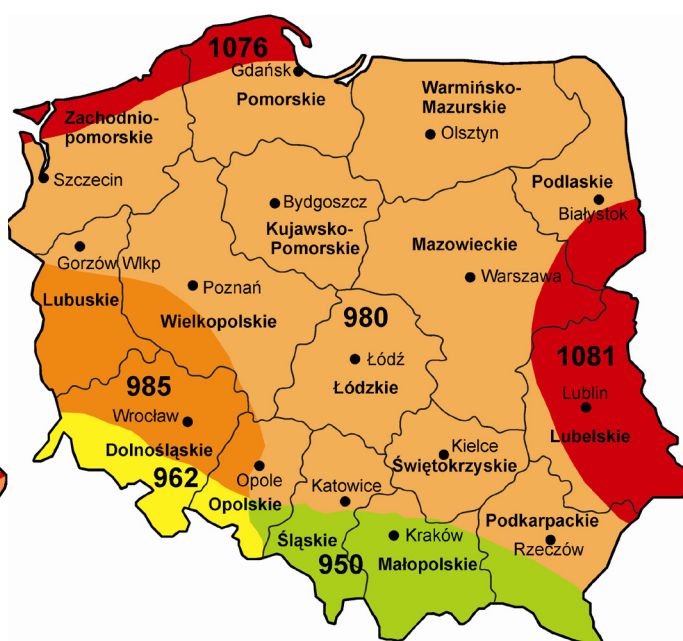 1076
Gdańsk
Pomorskie
Warmińsko-
Mazurskie
Olsztyn
Zachodnio-
pomorskie
Szczecin
Podlaskie
Białystok
Bydgoszcz
Kujawsko-
Pomorskie
Mazowieckie
Warszawa
Gorzów Wlkp
Lubuskie
Poznań
Wielkopolskie
980
Łódź
Łódzkie
1081
Lublin
Lubelskie
985
Wrocław
Dolnośląskie
962
Opole
Opolskie
Katowice
Kielce
Świętokrzyskie
Śląskie
950
Kraków
Małopolskie
Podkarpackie
Rzeczów